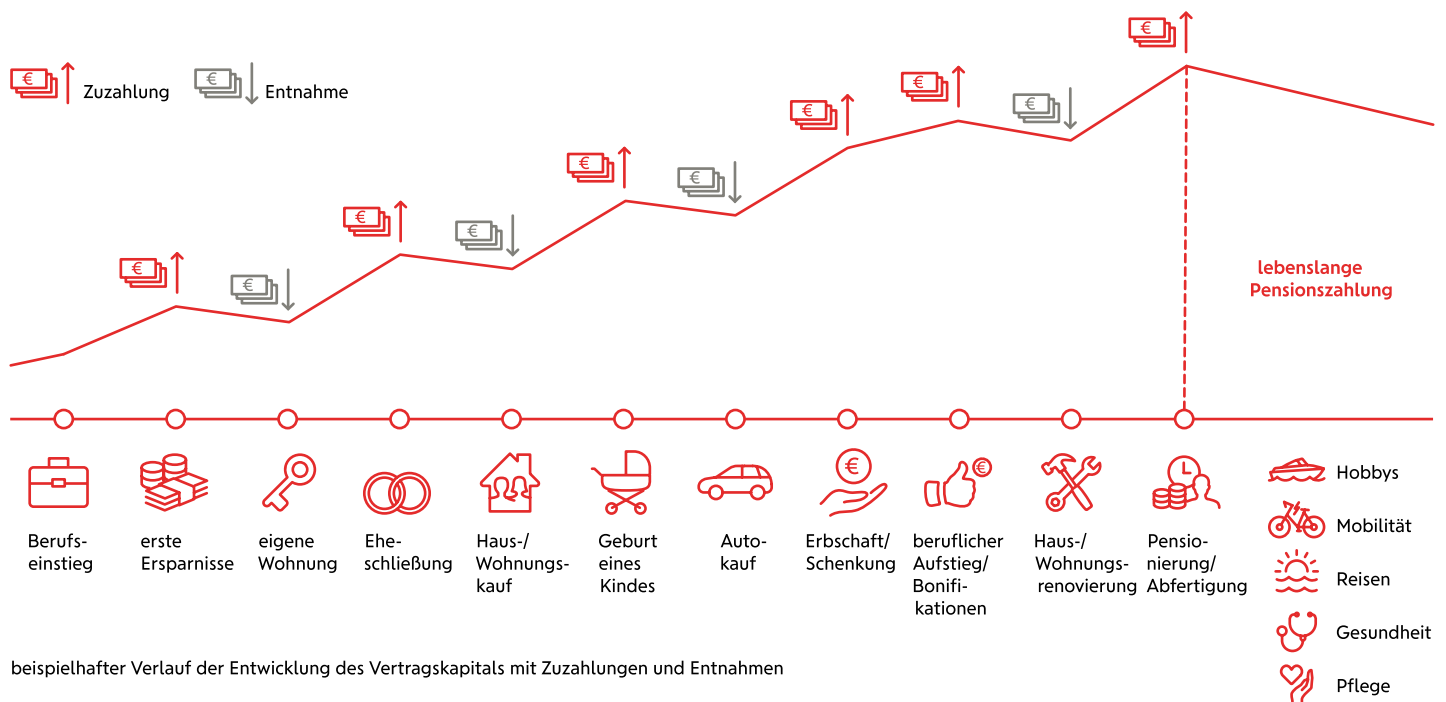 Zuzahlung
Entnahme
lebenslange
Pensionszahlung
Berufs-
einstieg
erste
Ersparnisse
eigene
Wohnung
Ehe-
schließung
Haus-/
Wohnungs-
kauf
Geburt
eines
Kindes
Auto-
kauf
Erbschaft/
Schenkung
beruflicher
Aufstieg/
Bonifi-
kationen
Haus-/
Wohnungs-
renovierung
Pensio-
nierung/
Abfertigung
Hobbys
Mobilität
Reisen
Gesundheit
Pflege
beispielhafter Verlauf der Entwicklung des Vertragskapitals mit Zuzahlungen und Entnahmen